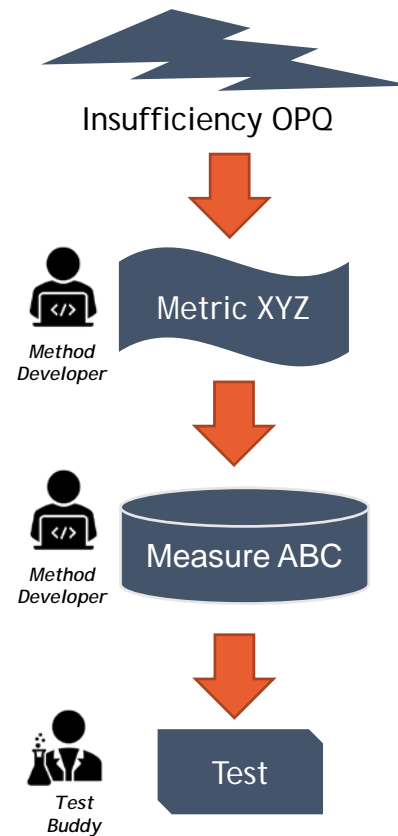 Insufficiency OPQ
</>
Metric XYZ
Method
Developer
</>
Measure ABC
Method
Developer
Test
Test
Buddy